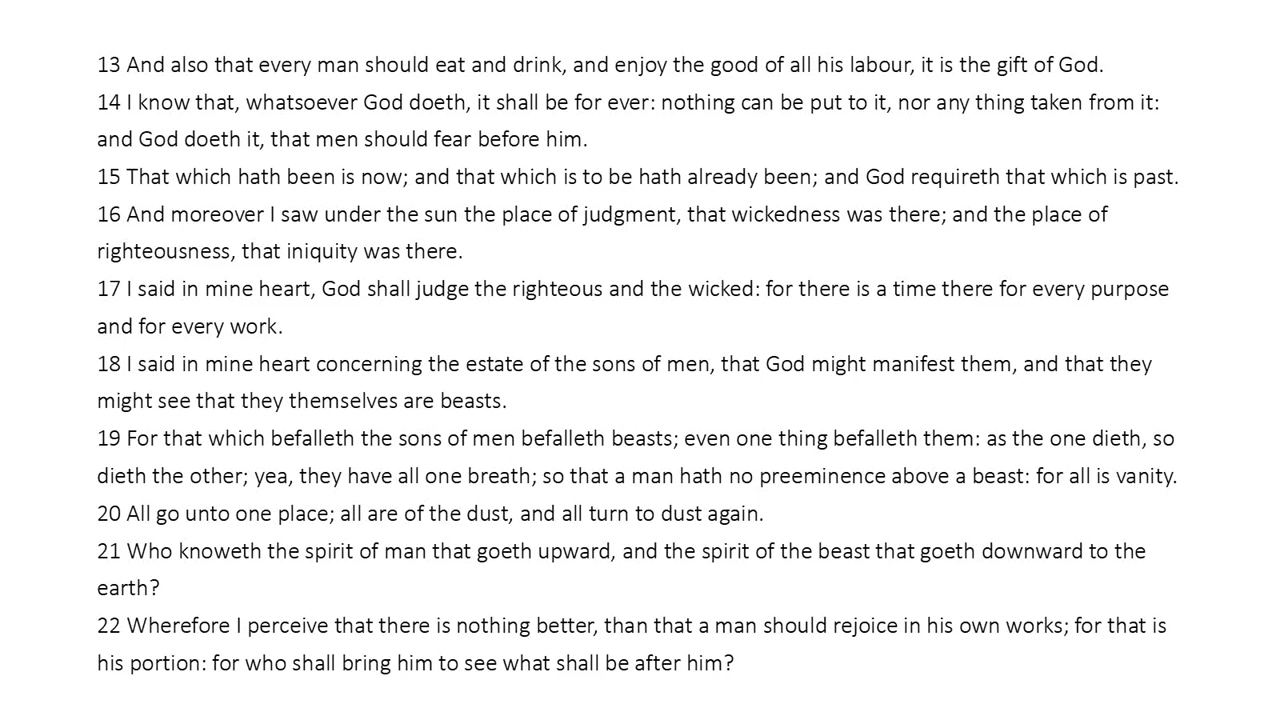 13 And also that every man should eat and drink, and enjoy the good of all his labour, it is the gift of God.
14 I know that, whatsoever God doeth, it shall be for ever: nothing can be put to it, nor any thing taken from it:
and God doeth it, that men should fear before him.
15 That which hath been is now; and that which is to be hath already been; and God requireth that which is past.
16 And moreover I saw under the sun the place of judgment, that wickedness was there; and the place of
righteousness, that iniquity was there.
17 I said in mine heart, God shall judge the righteous and the wicked: for there is a time there for every purpose
and for every work.
18 I said in mine heart concerning the estate of the sons of men, that God might manifest them, and that they
might see that they themselves are beasts.
19 For that which befalleth the sons of men befalleth beasts; even one thing befalleth them: as the one dieth, so
dieth the other; yea, they have all one breath; so that a man hath no preeminence above a beast: for all is vanity.
20 All go unto one place; all are of the dust, and all turn to dust again.
21 Who knoweth the spirit of man that goeth upward, and the spirit of the beast that goeth downward to the
earth?
22 Wherefore I perceive that there is nothing better, than that a man should rejoice in his own works; for that is
his portion: for who shall bring him to see what shall be after him?